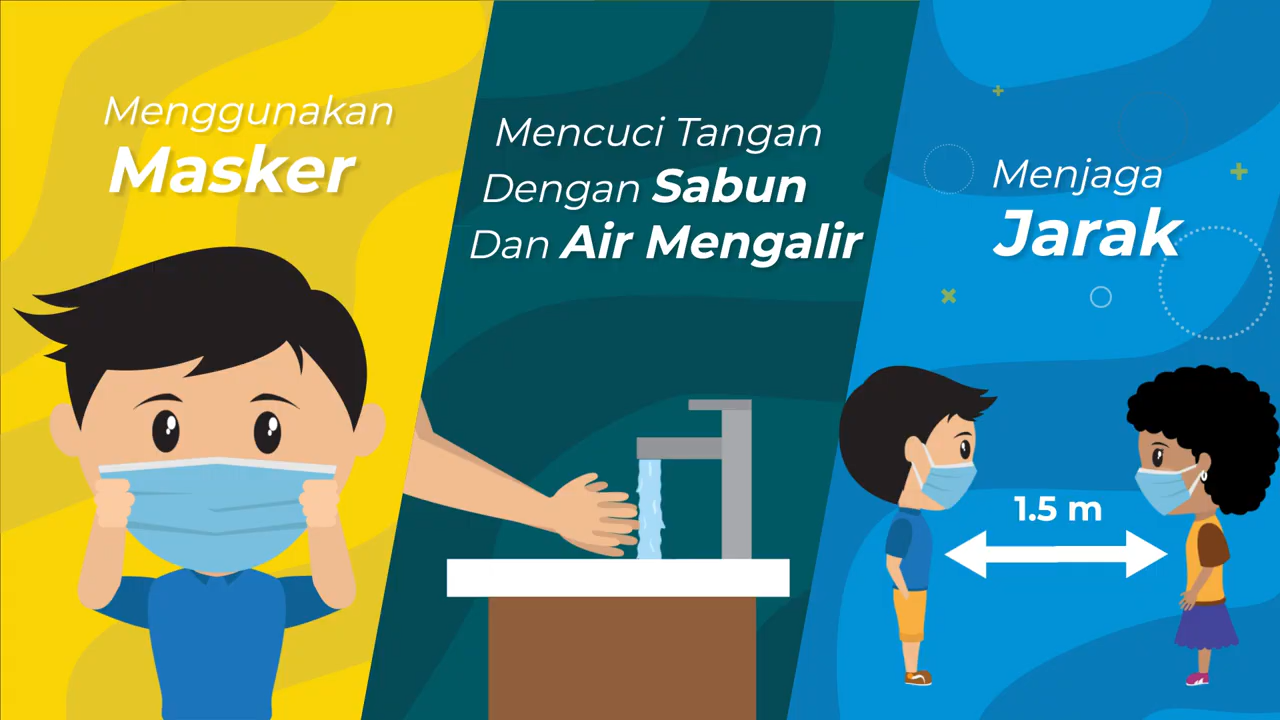 Menggunakan
Masker
Mencuci Tangan
Dengan Sabun
Dan Air Mengalir
Menjaga
Jarak
1.5 m